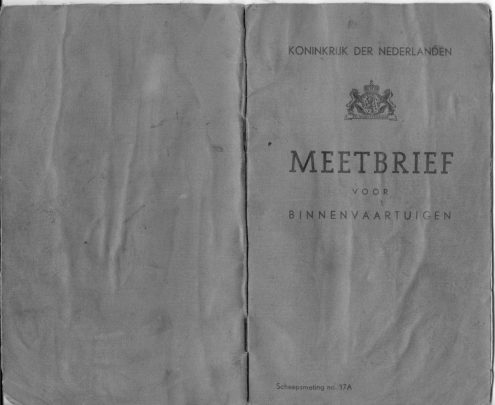 KONINKRIJK DER NEDERLANDEN
MEETBRIEF
VOOR
BINNENVAARTUIGEN
Scheepsmeting no. 37A